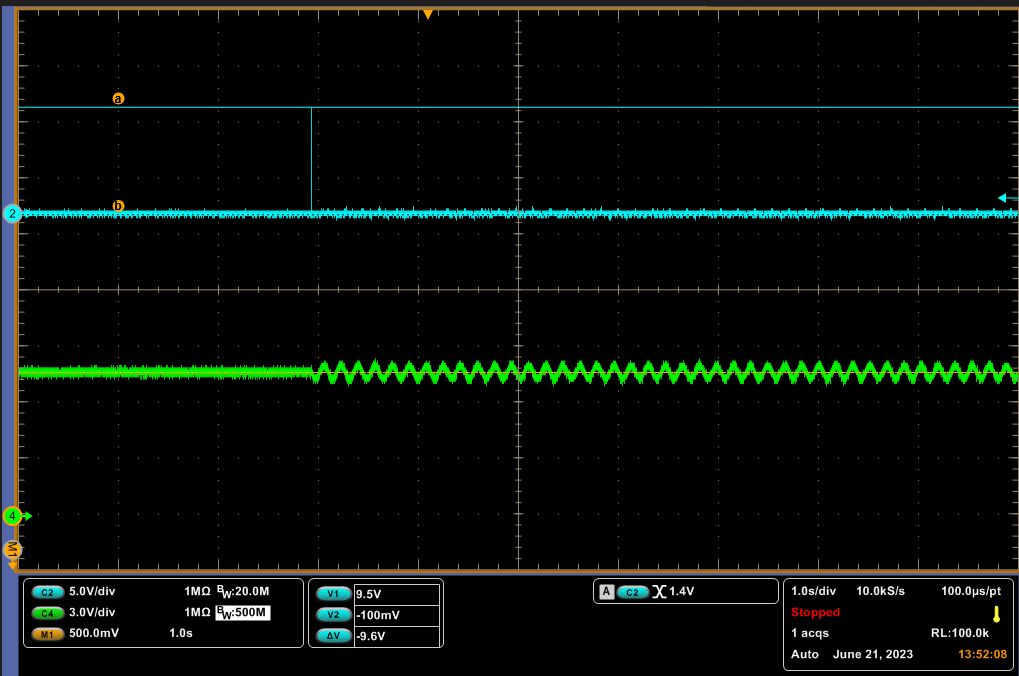 a
b
2
4
M1
C2 5.0V/div 1MΩ BW:20.0M
C4 3.0V/div 1MΩ BW:500M
M1 500.0mV 1.0s
V1 9.5V
V2 -100mV
ΔV -9.6V
A C2 1.4V
1.0s/div 10.0kS/s 100.0µs/pt
Stopped
1 acqs RL:100.0k
Auto June 21, 2023 13:52:08